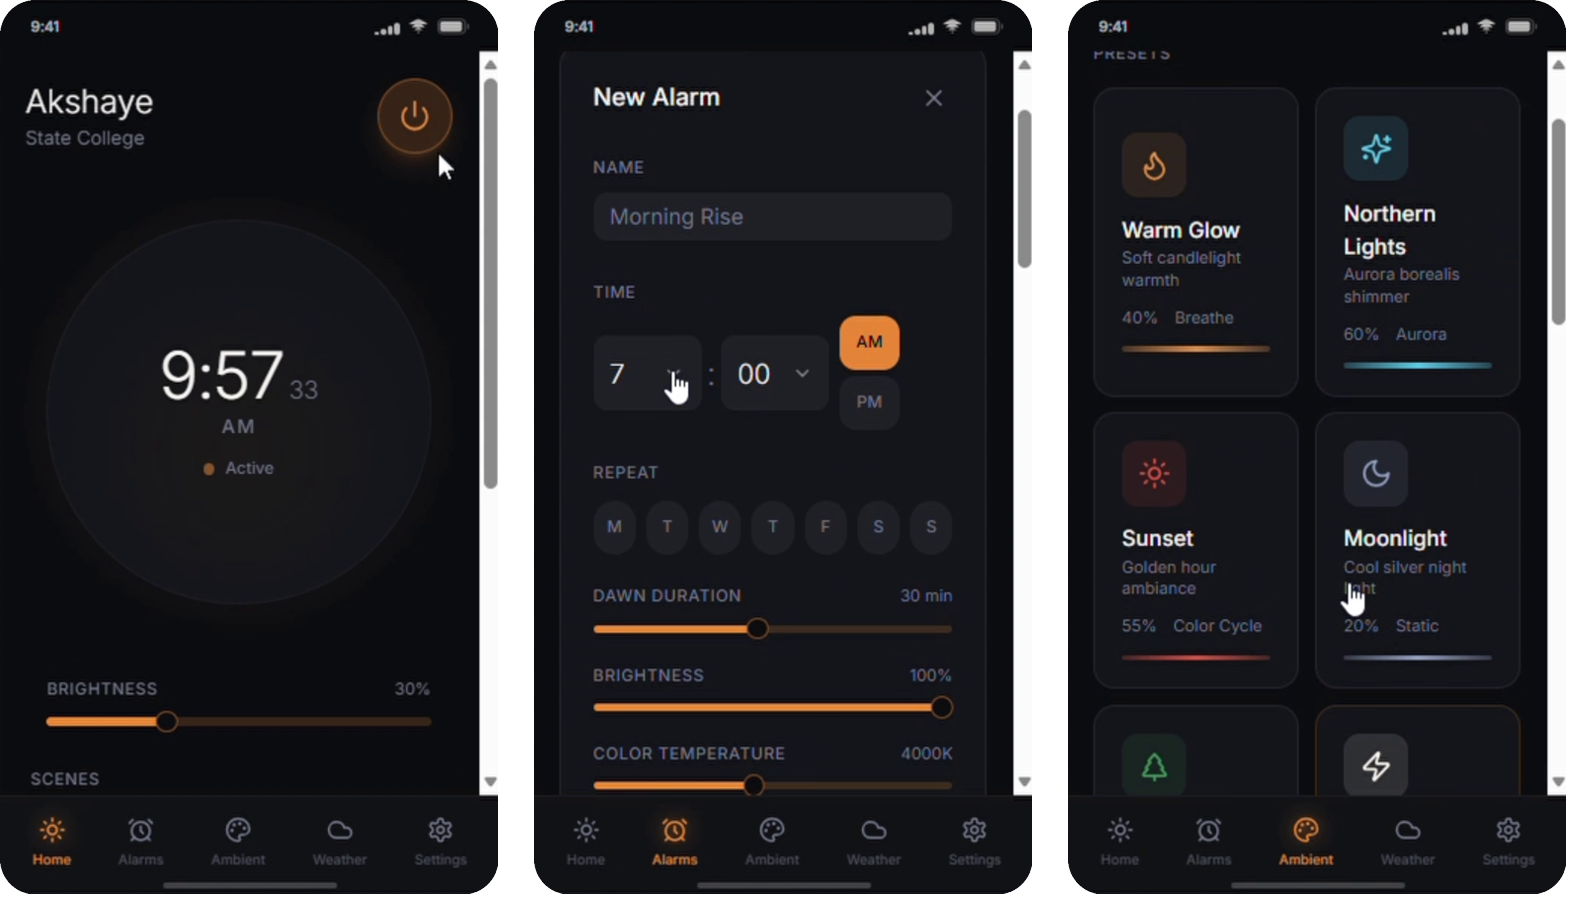 9:41
Akshaye
State College
9:57 33
AM
Active
BRIGHTNESS 30%
SCENES
Home Alarms Ambient Weather Settings
9:41
New Alarm
NAME
Morning Rise
TIME
7 : 00
AM
PM
REPEAT
M T W T F S S
DAWN DURATION 30 min
BRIGHTNESS 100%
COLOR TEMPERATURE 4000K
Home Alarms Ambient Weather Settings
9:41
PRESETS
Warm Glow
Soft candlelight
warmth
40% Breathe
Northern
Lights
Aurora borealis
shimmer
60% Aurora
Sunset
Golden hour
ambiance
55% Color Cycle
Moonlight
Cool silver night
light
20% Static
Home Alarms Ambient Weather Settings